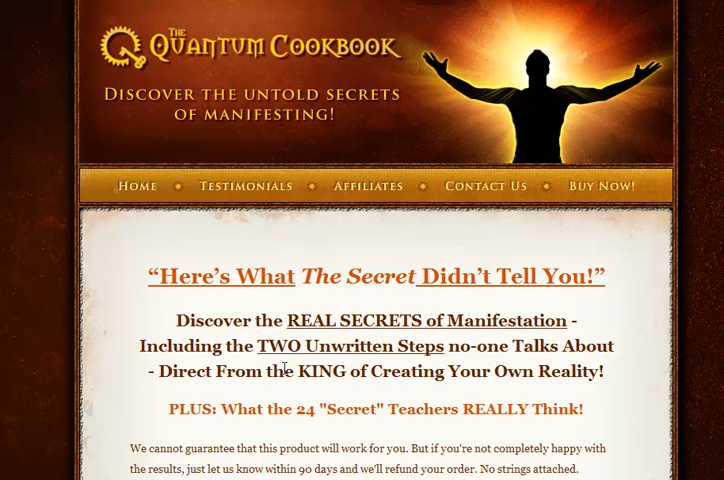 THE
QUANTUM COOKBOOK
DISCOVER THE UNTOLD SECRETS
OF MANIFESTING!
HOME TESTIMONIALS AFFILIATES CONTACT US BUY NOW!
“Here’s What The Secret Didn’t Tell You!”
Discover the REAL SECRETS of Manifestation -
Including the TWO Unwritten Steps no-one Talks About
- Direct From the KING of Creating Your Own Reality!
PLUS: What the 24 "Secret" Teachers REALLY Think!
We cannot guarantee that this product will work for you. But if you're not completely happy with
the results, just let us know within 90 days and we'll refund your order. No strings attached.